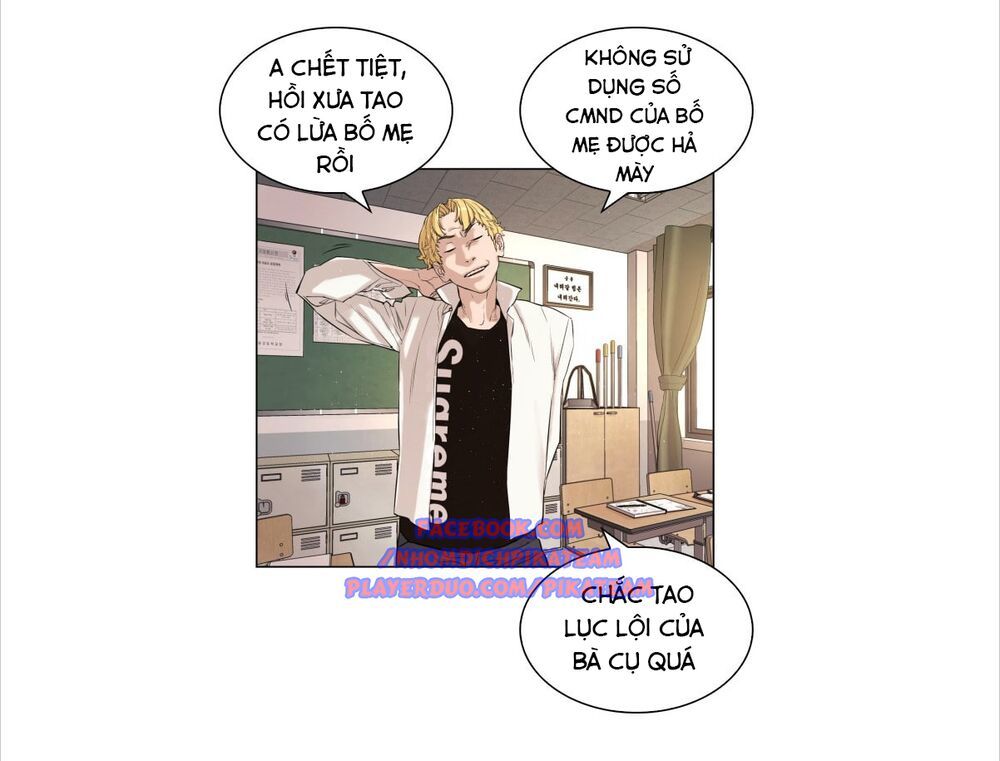 A CHẾT TIỆT,
HỒI XƯA TAO
CÓ LỪA BỐ MẸ
RỒI
KHÔNG SỬ
DỤNG SỐ
CMND CỦA BỐ
MẸ ĐƯỢC HẢ
MÀY
Sugreme
FACEBOOK.COM
/NHOMDICHPIKATEAM
PLAYERDUO.COM/PIKATEAM
CHẮC TAO
LỤC LỘI CỦA
BÀ CỤ QUÁ